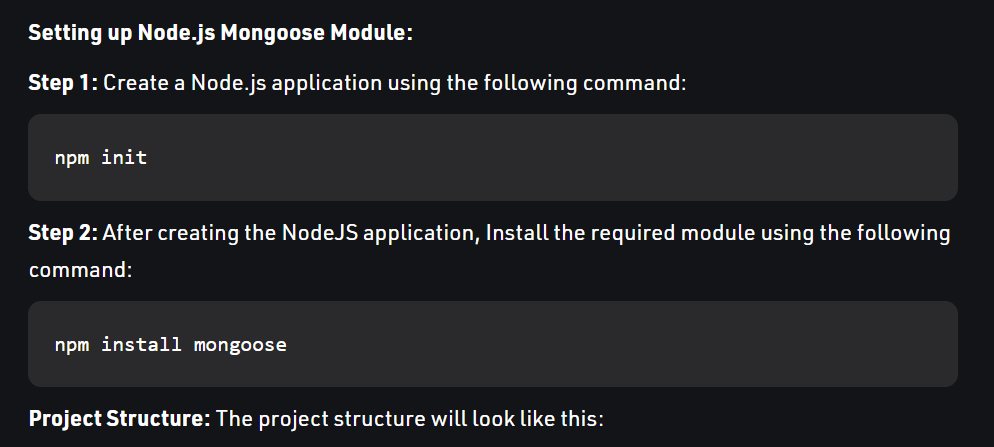 Setting up Node.js Mongoose Module:
Step 1: Create a Node.js application using the following command:
npm init
Step 2: After creating the NodeJS application, Install the required module using the following
command:
npm install mongoose
Project Structure: The project structure will look like this: